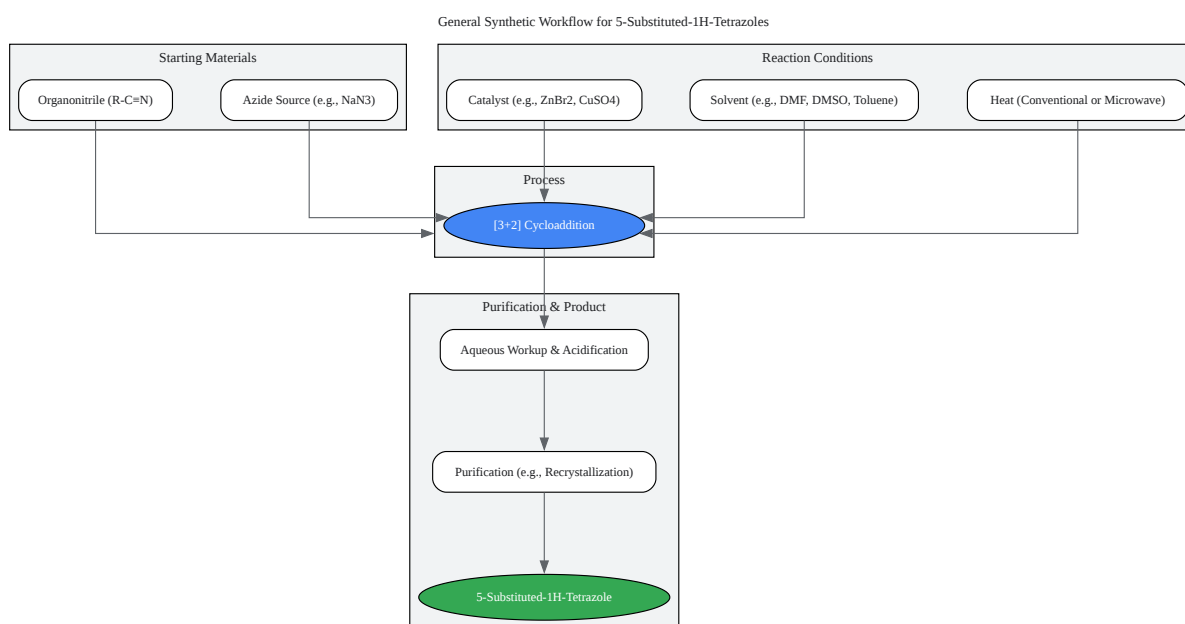 General Synthetic Workflow for 5-Substituted-1H-Tetrazoles
Starting Materials
Reaction Conditions
Organonitrile (R-C≡N)
Azide Source (e.g., NaN3)
Catalyst (e.g., ZnBr2, CuSO4)
Solvent (e.g., DMF, DMSO, Toluene)
Heat (Conventional or Microwave)
Process
[3+2] Cycloaddition
Purification & Product
Aqueous Workup & Acidification
Purification (e.g., Recrystallization)
5-Substituted-1H-Tetrazole